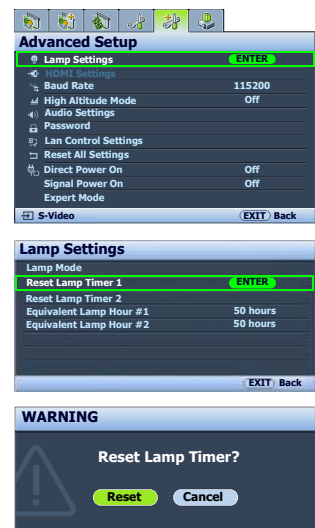 Advanced Setup
Lamp Settings ENTER
HDMI Settings
Baud Rate 115200
High Altitude Mode Off
Audio Settings
Password
Lan Control Settings
Reset All Settings
Direct Power On Off
Signal Power On Off
Expert Mode
S-Video EXIT Back
Lamp Settings
Lamp Mode
Reset Lamp Timer 1 ENTER
Reset Lamp Timer 2
Equivalent Lamp Hour #1 50 hours
Equivalent Lamp Hour #2 50 hours
EXIT Back
WARNING
Reset Lamp Timer?
Reset Cancel